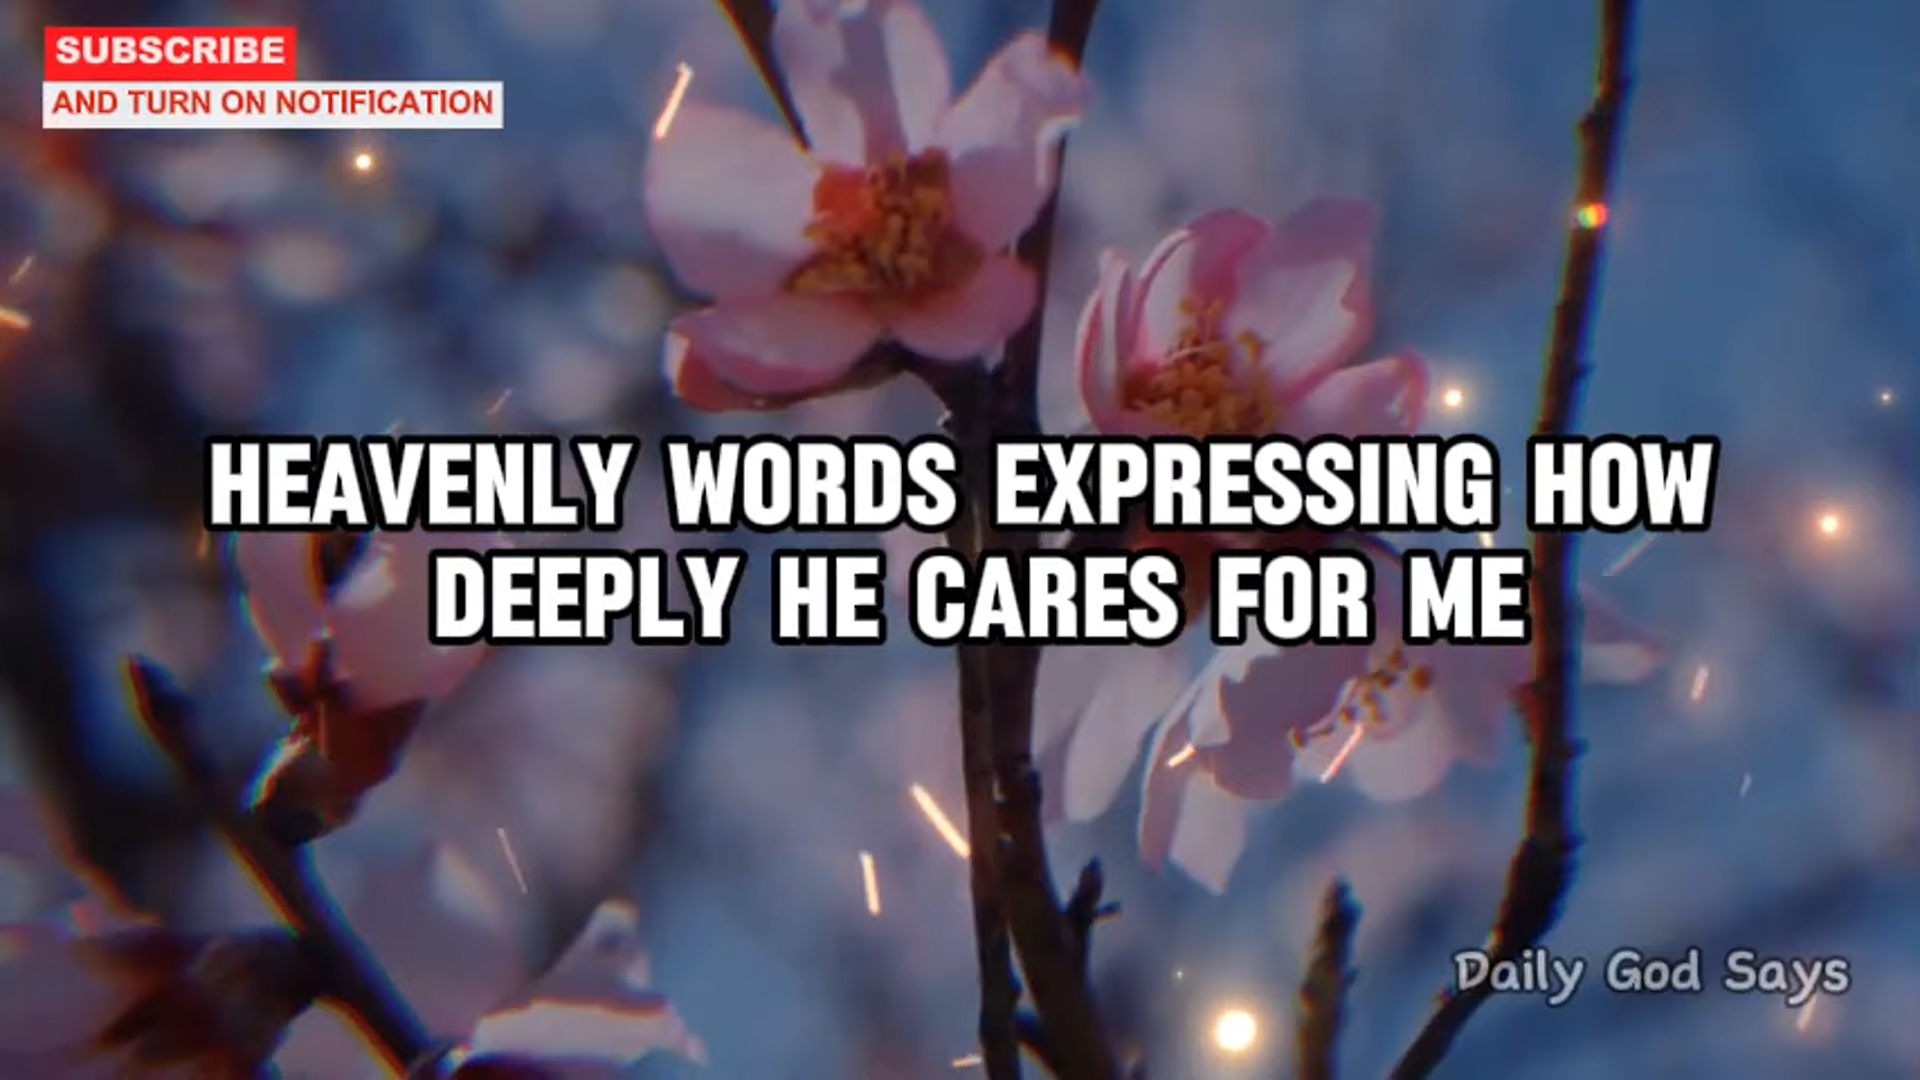 SUBSCRIBE
AND TURN ON NOTIFICATION
HEAVENLY WORDS EXPRESSING HOW
DEEPLY HE CARES FOR ME
Daily God Says